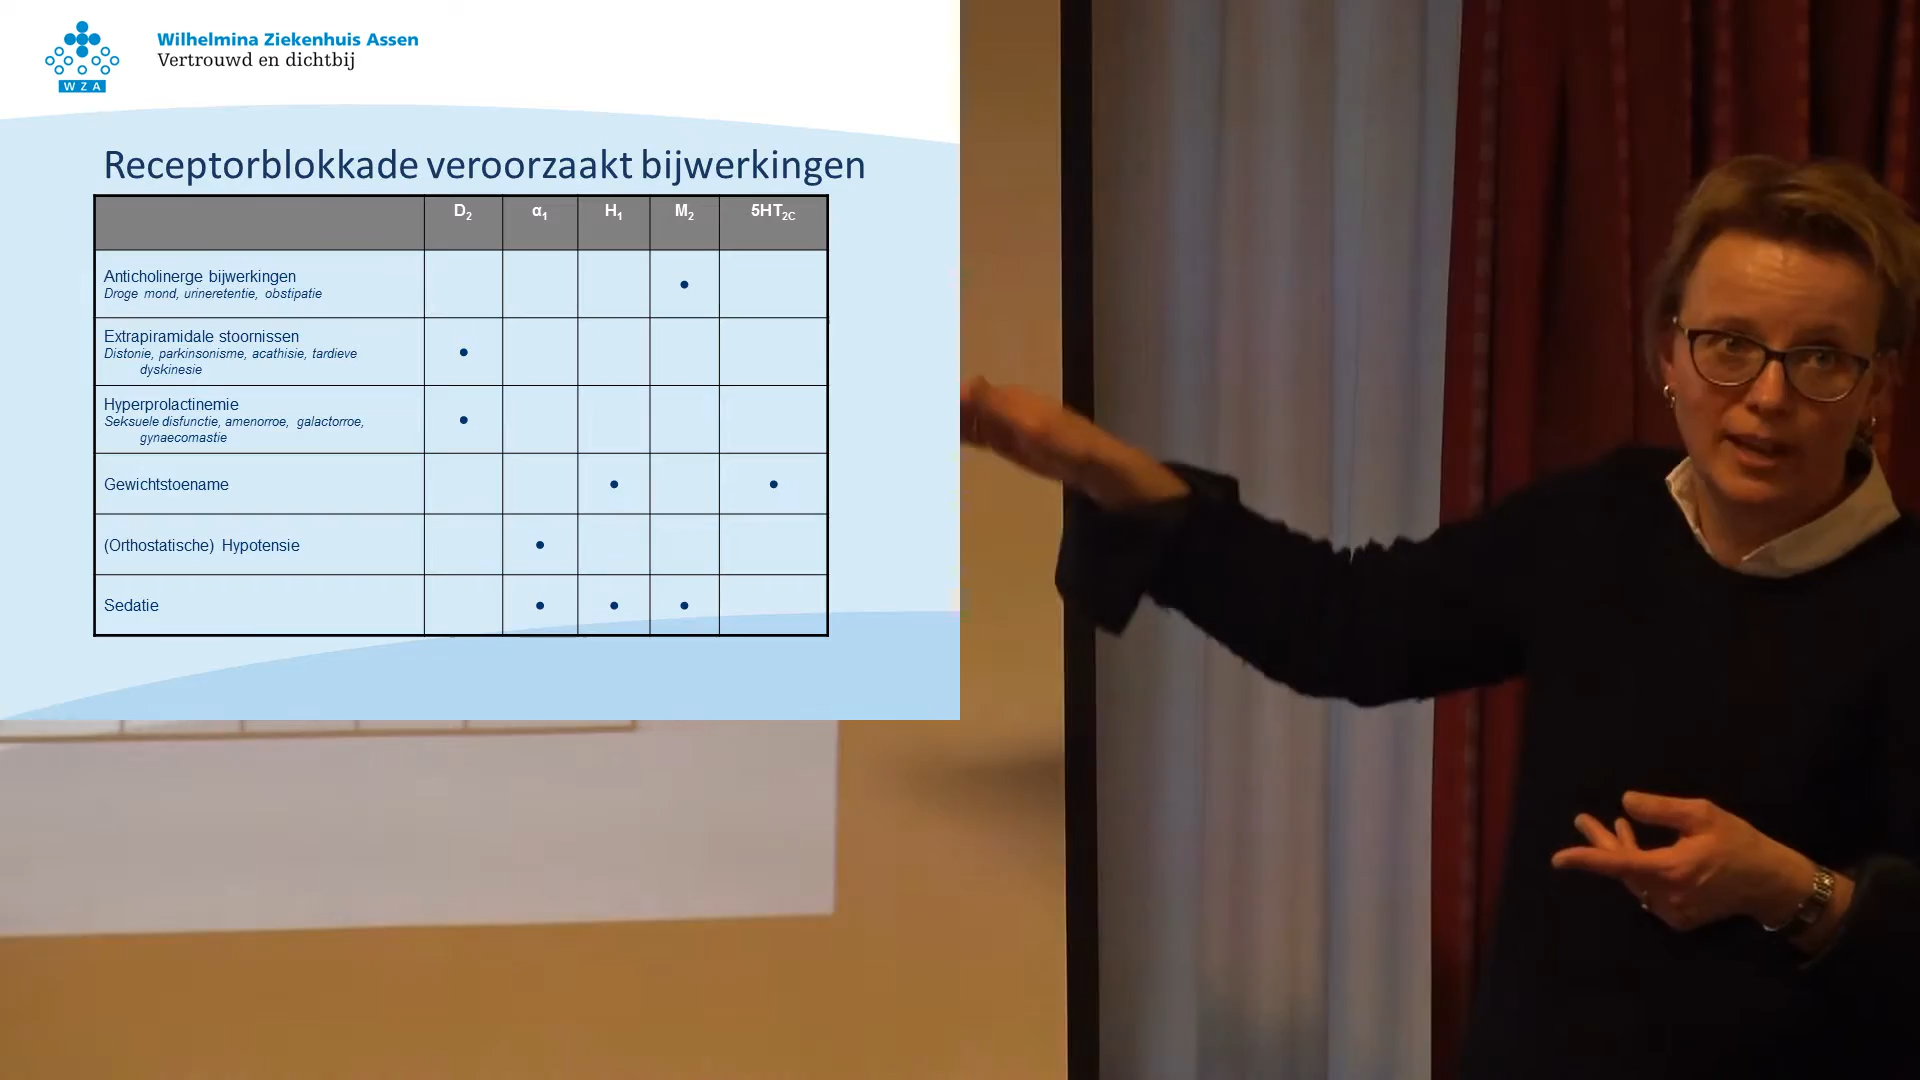 Wilhelmina Ziekenhuis Assen
Vertrouwd en dichtbij
WZA
Receptorblokkade veroorzaakt bijwerkingen
D2 α1 H1 M2 5HT2C
Anticholinerge bijwerkingen •
Droge mond, urineretentie, obstipatie
Extrapiramidale stoornissen •
Distonie, parkinsonisme, acathisie, tardieve
dyskinesie
Hyperprolactinemie •
Seksuele disfunctie, amenorroe, galactorroe,
gynaecomastie
Gewichtstoename • •
(Orthostatische) Hypotensie •
Sedatie • • •